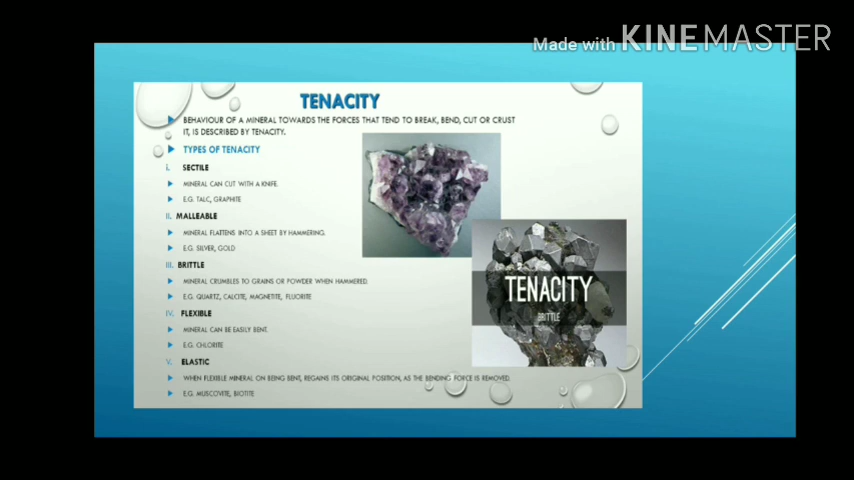 Made with KINEMASTER
TENACITY
BEHAVIOUR OF A MINERAL TOWARDS THE FORCES THAT TEND TO BREAK, BEND, CUT OR CRUST
IT, IS DESCRIBED BY TENACITY.
TYPES OF TENACITY
I. SECTILE
MINERAL CAN CUT WITH A KNIFE.
E.G. TALC, GRAPHITE
II. MALLEABLE
MINERAL FLATTENS INTO A SHEET BY HAMMERING.
E.G. SILVER, GOLD
III. BRITTLE
MINERAL CRUMBLES TO GRAINS OR POWDER WHEN HAMMERED.
E.G. QUARTZ, CALCITE, MAGNETITE, FLUORITE
IV. FLEXIBLE
MINERAL CAN BE EASILY BENT.
E.G. CHLORITE
V. ELASTIC
WHEN FLEXIBLE MINERAL ON BEING BENT, REGAINS ITS ORIGINAL POSITION, AS THE BENDING FORCE IS REMOVED.
E.G. MUSCOVITE, BIOTITE
TENACITY
BRITTLE